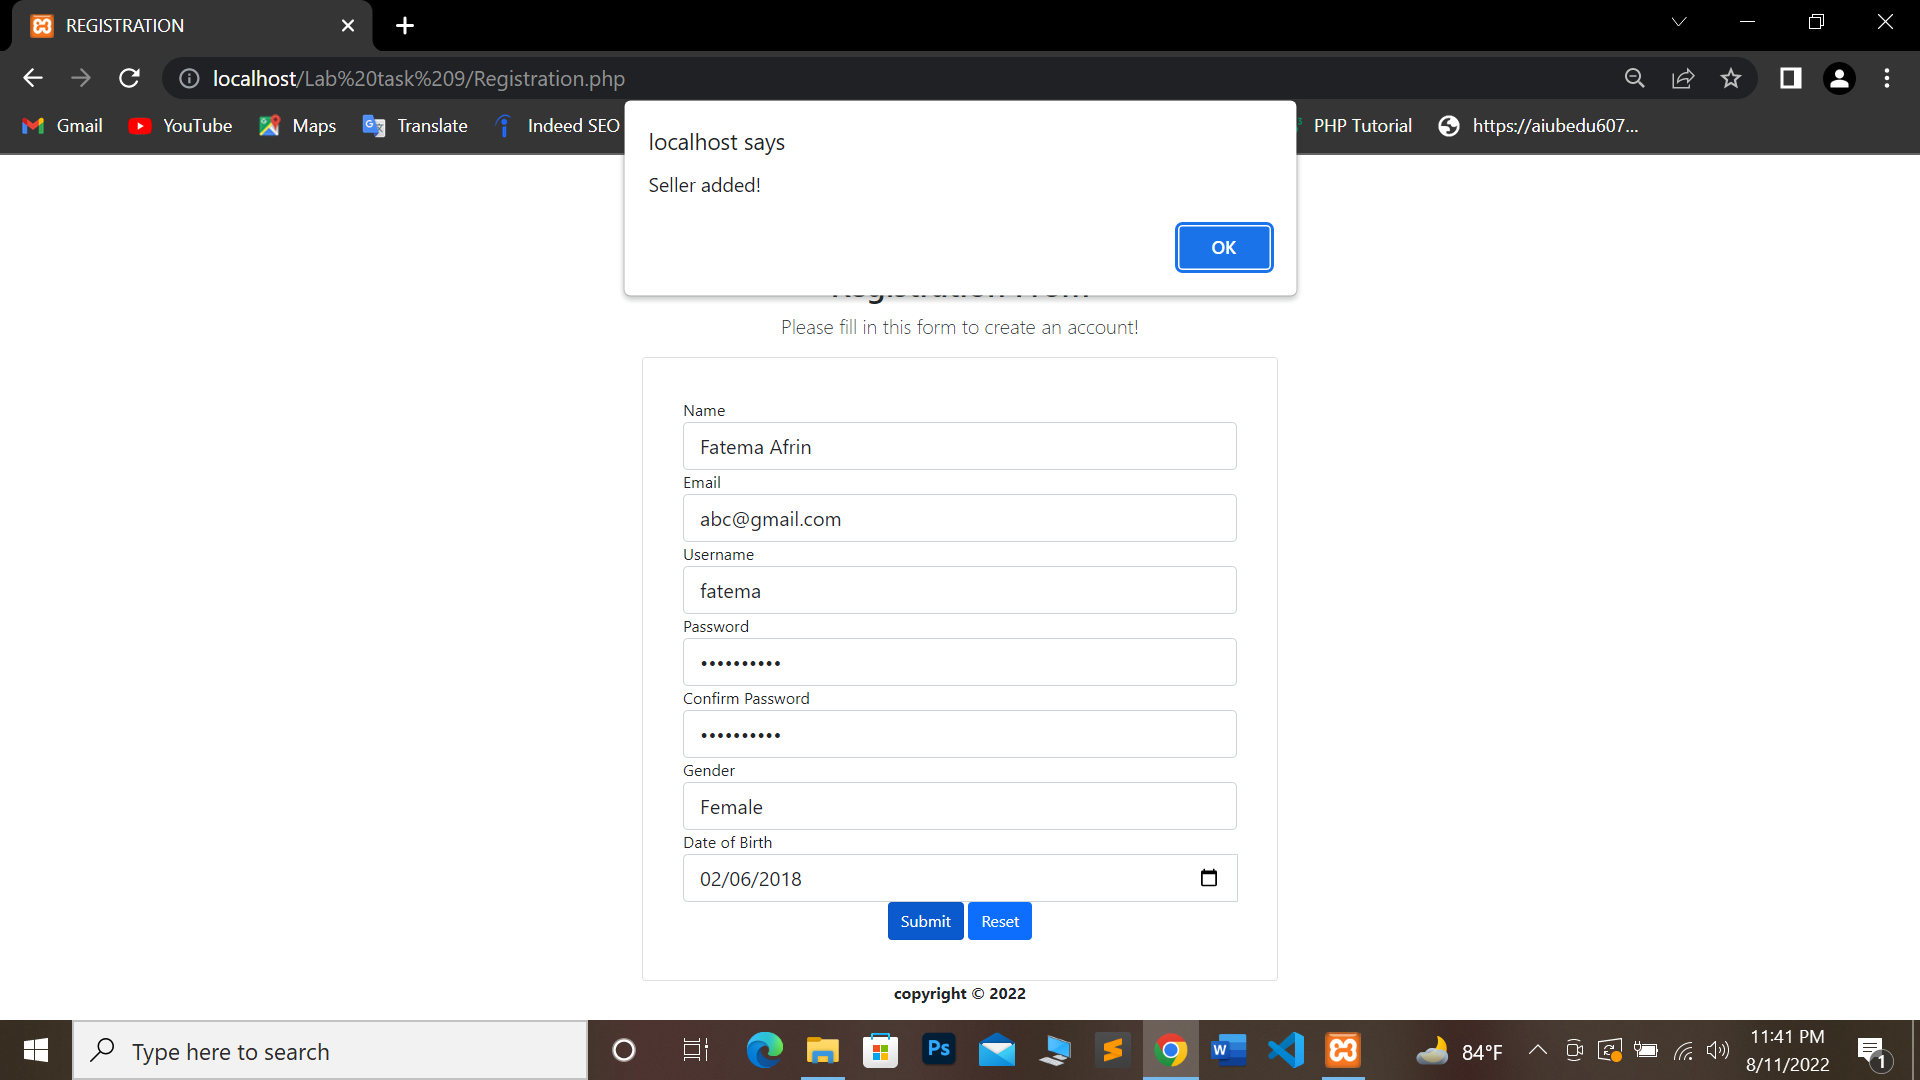 REGISTRATION
localhost/Lab%20task%209/Registration.php
Gmail YouTube Maps Translate Indeed SEO PHP Tutorial https://aiubedu607...
localhost says
Seller added!
OK
Please fill in this form to create an account!
Name
Fatema Afrin
Email
abc@gmail.com
Username
fatema
Password
••••••••••
Confirm Password
••••••••••
Gender
Female
Date of Birth
02/06/2018
Submit Reset
copyright © 2022
Type here to search
Ps
W
84°F
11:41 PM
8/11/2022
1